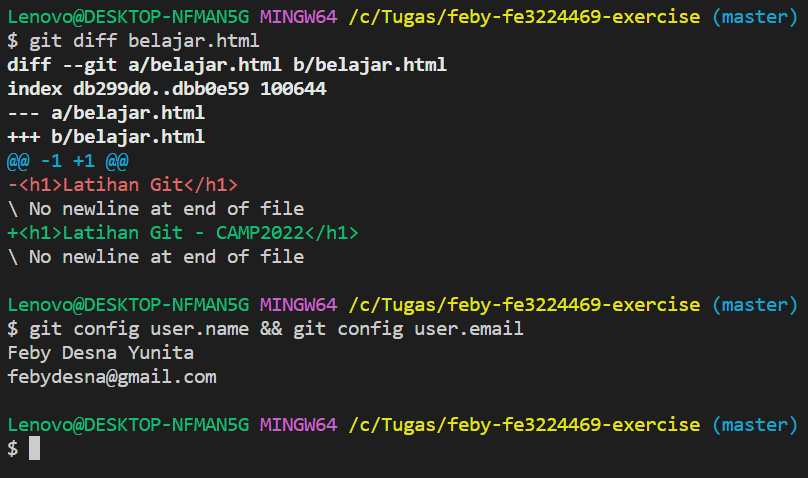 Lenovo@DESKTOP-NFMAN5G MINGW64 /c/Tugas/feby-fe3224469-exercise (master)
$ git diff belajar.html
diff --git a/belajar.html b/belajar.html
index db299d0..dbb0e59 100644
--- a/belajar.html
+++ b/belajar.html
@@ -1 +1 @@
-<h1>Latihan Git</h1>
\ No newline at end of file
+<h1>Latihan Git - CAMP2022</h1>
\ No newline at end of file
Lenovo@DESKTOP-NFMAN5G MINGW64 /c/Tugas/feby-fe3224469-exercise (master)
$ git config user.name && git config user.email
Feby Desna Yunita
febydesna@gmail.com
Lenovo@DESKTOP-NFMAN5G MINGW64 /c/Tugas/feby-fe3224469-exercise (master)
$